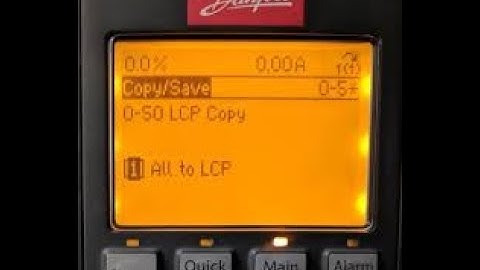 Danfoss
0.0% 0.00A 1(1)
Copy/Save 0-5*
0-50 LCP Copy
[1] All to LCP
Quick Main Alarm